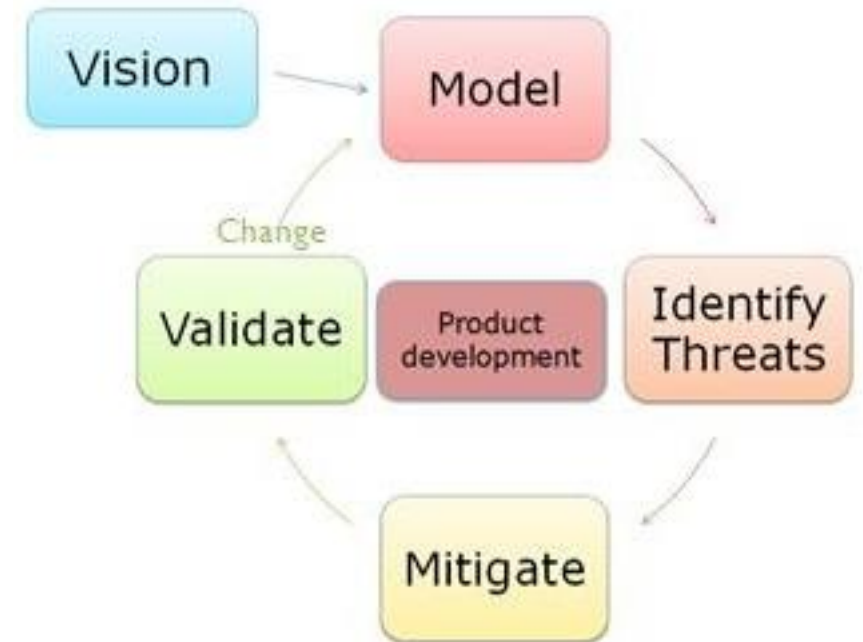 Vision
Model
Change
Validate
Product
development
Identify
Threats
Mitigate